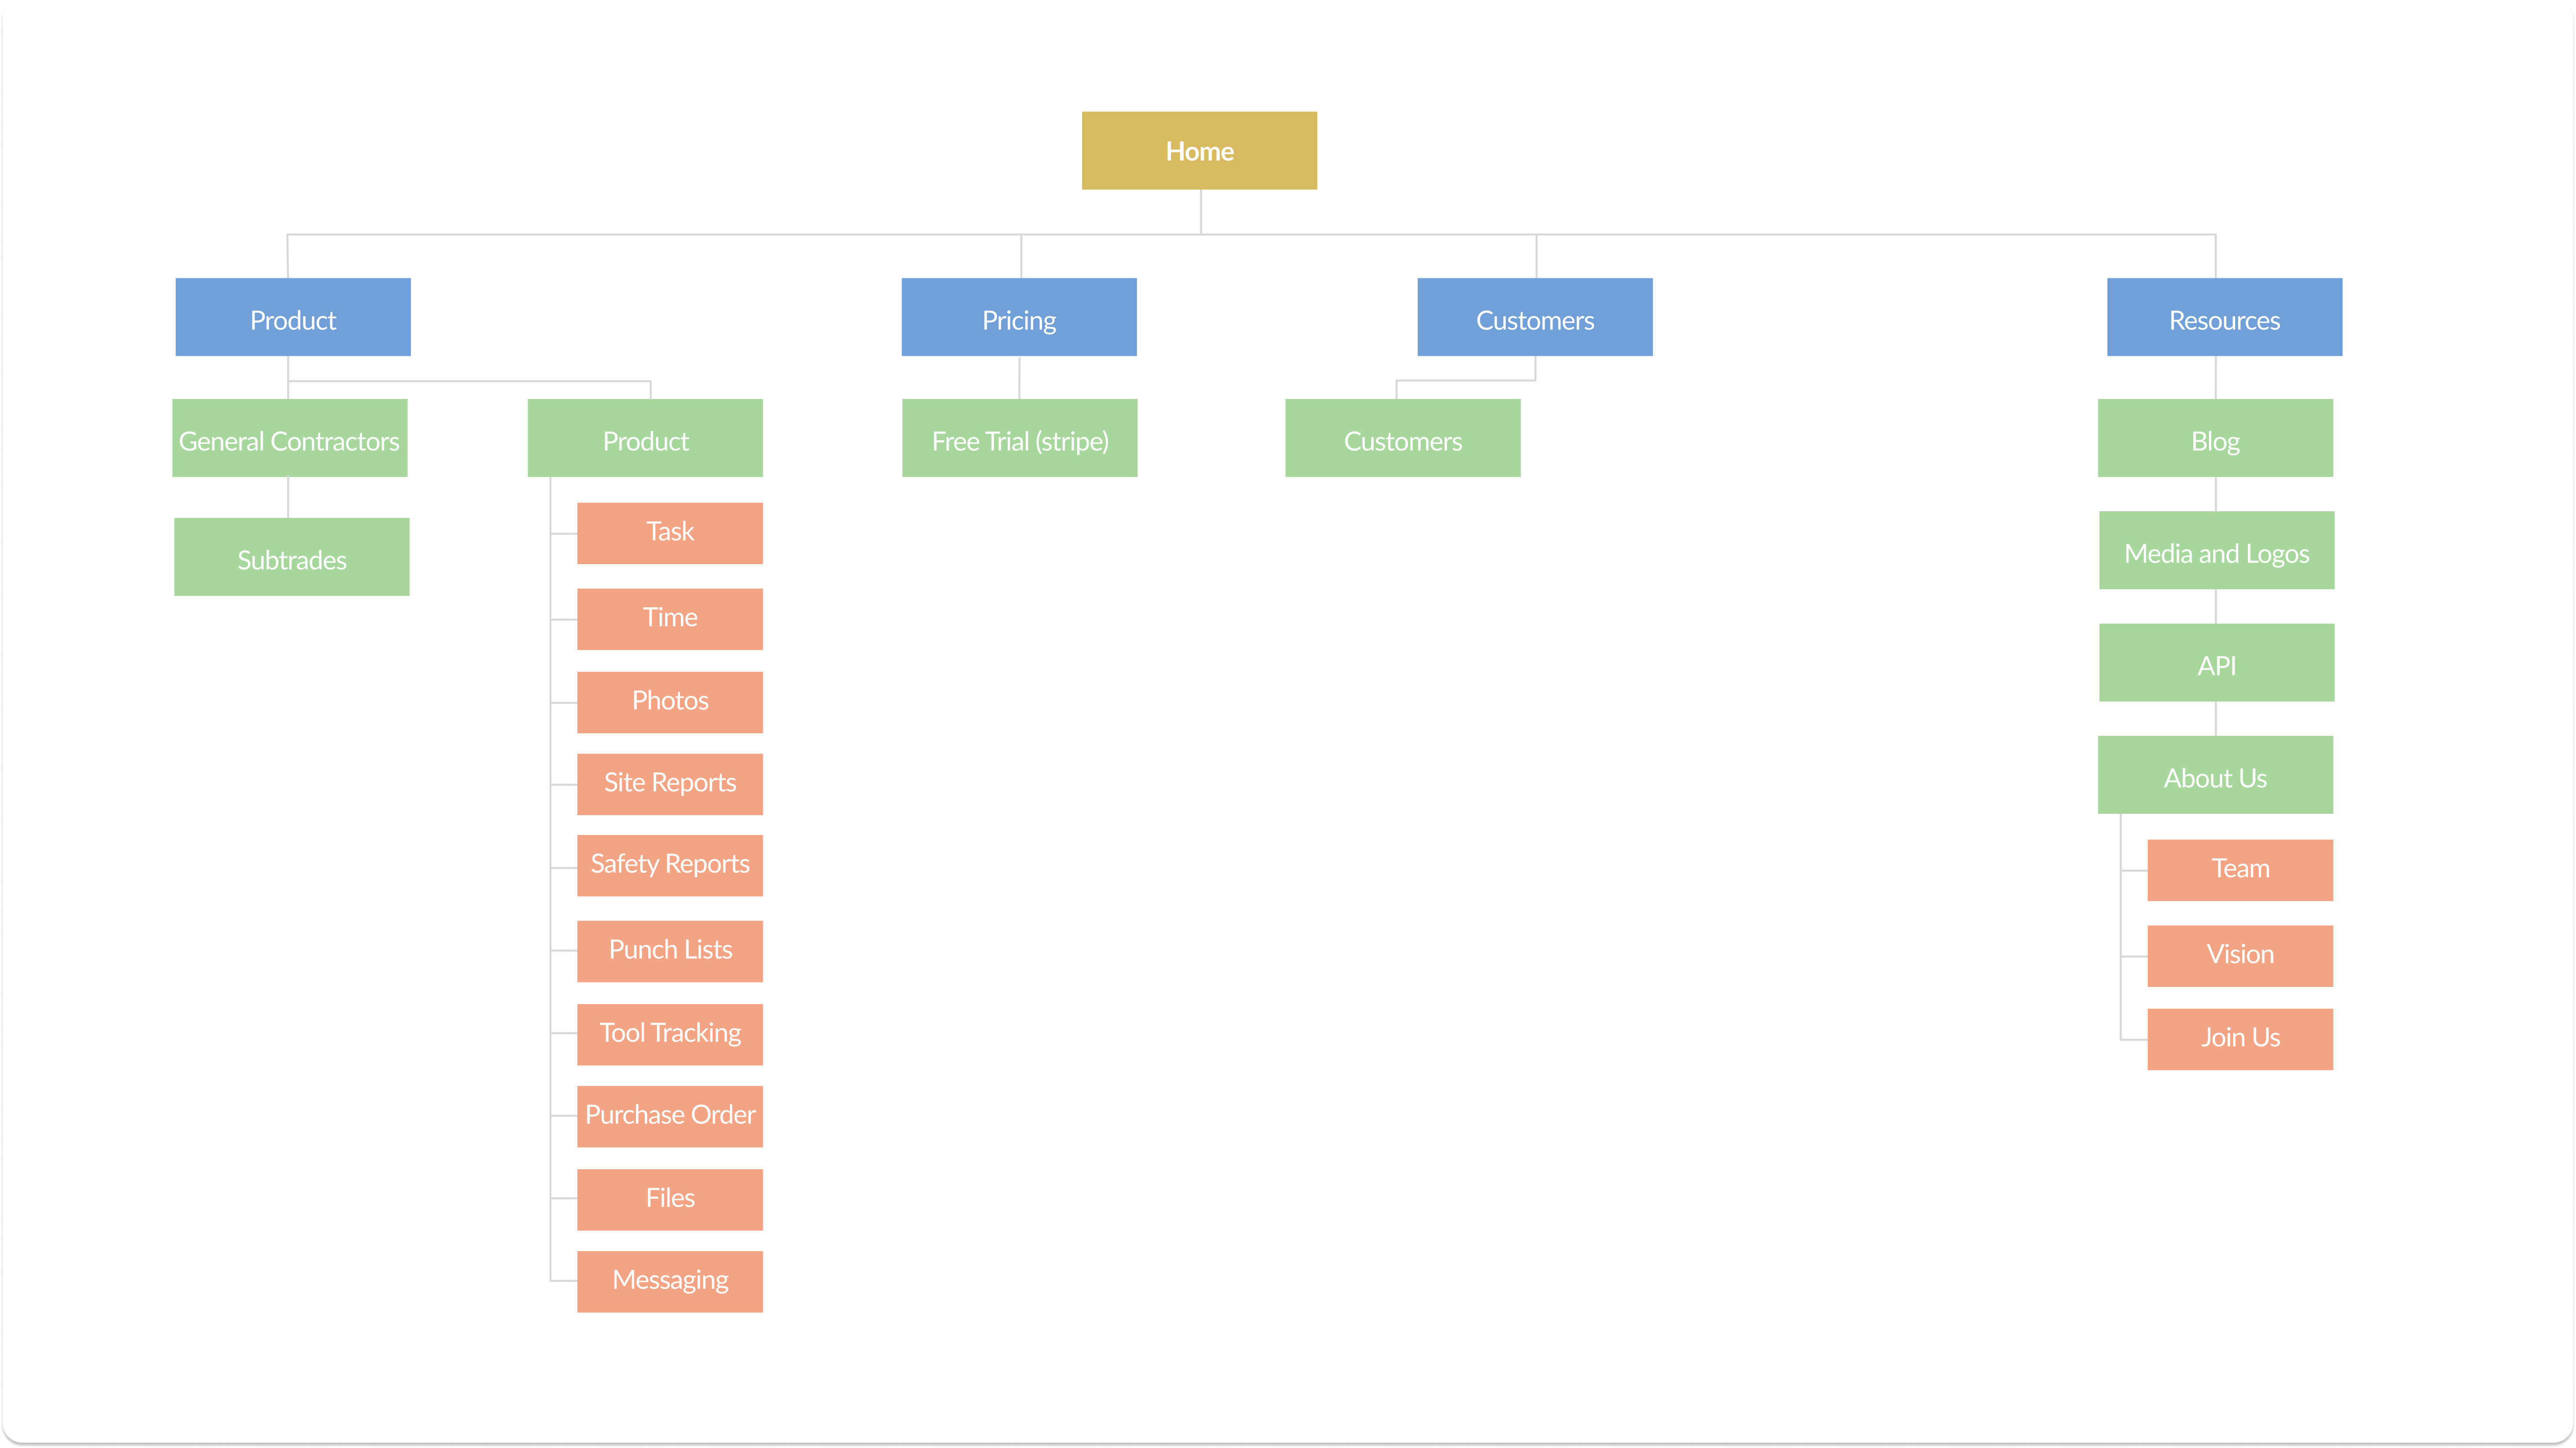 Home
Product
Pricing
Customers
Resources
General Contractors
Product
Free Trial (stripe)
Customers
Blog
Subtrades
Task
Time
Photos
Site Reports
Safety Reports
Punch Lists
Tool Tracking
Purchase Order
Files
Messaging
Media and Logos
API
About Us
Team
Vision
Join Us